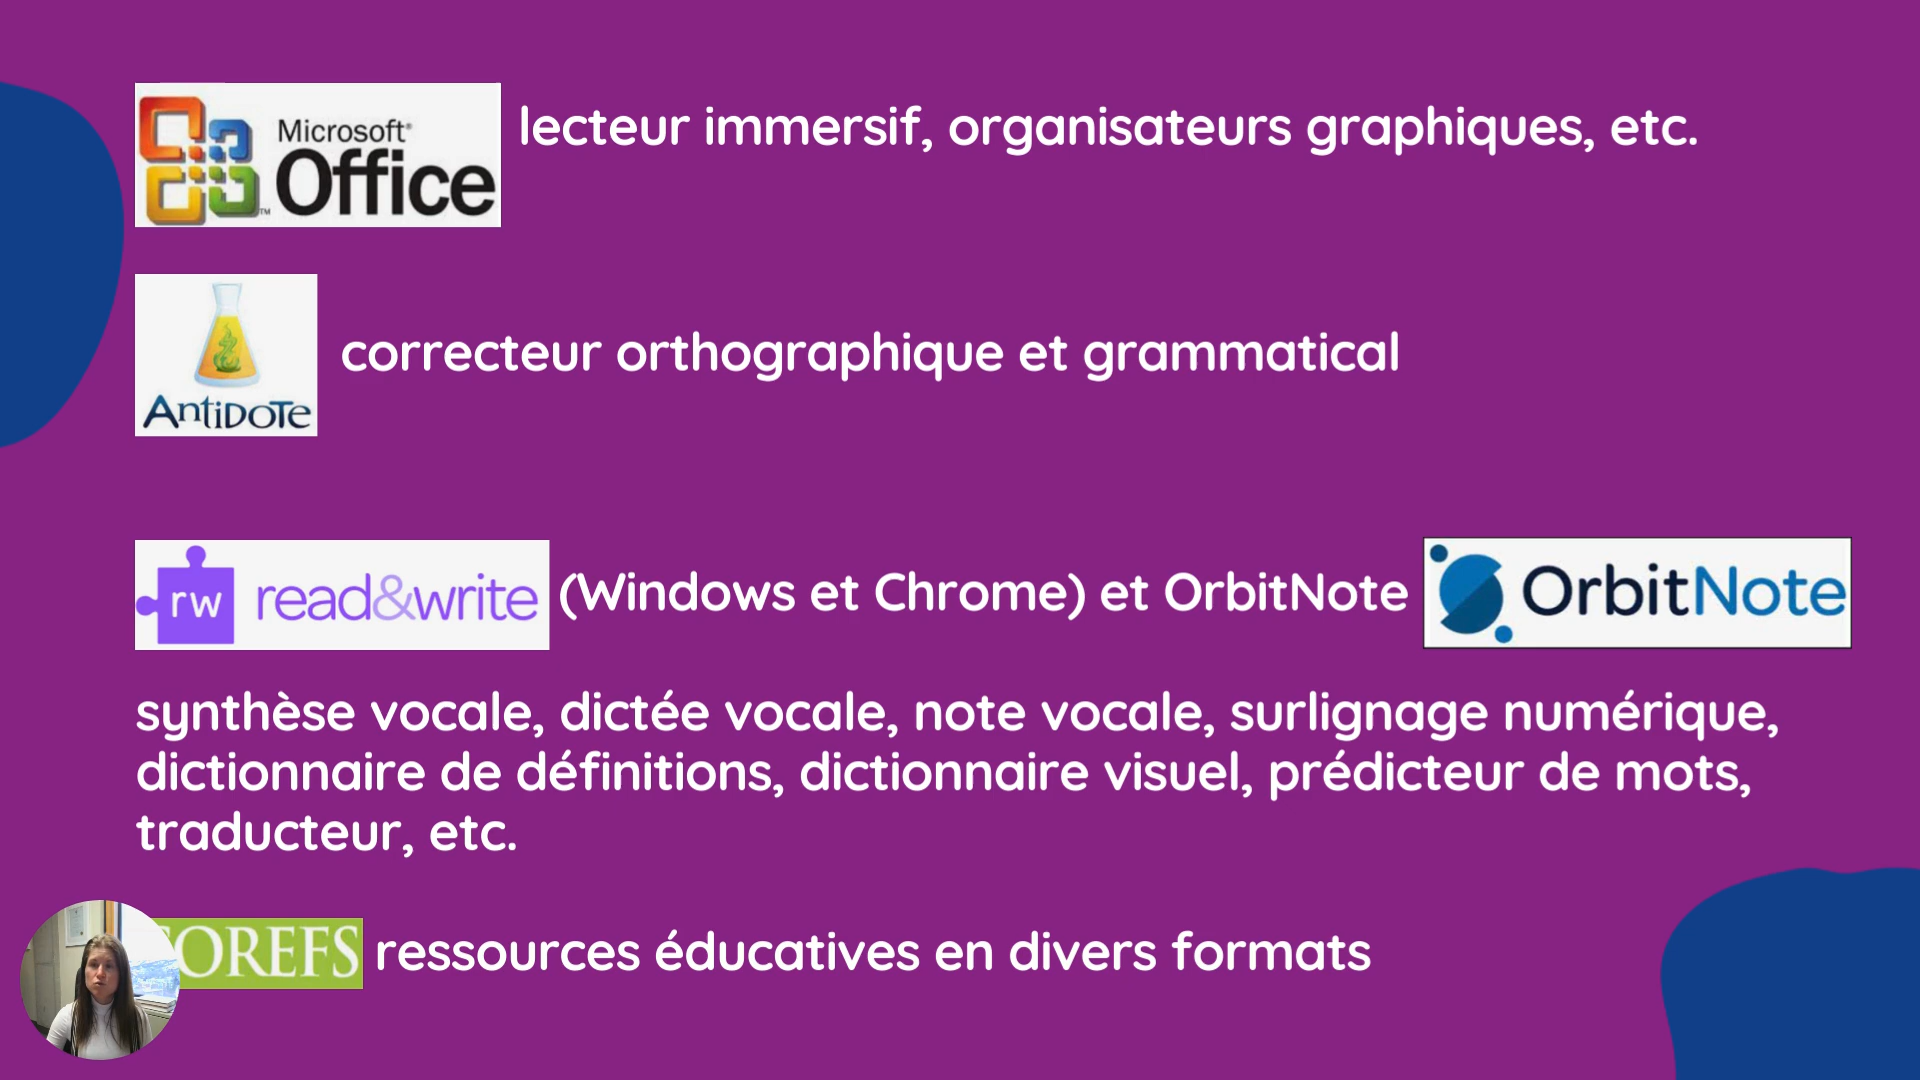 Microsoft® Office™ lecteur immersif, organisateurs graphiques, etc.
AntiDoTe correcteur orthographique et grammatical
rw read&write (Windows et Chrome) et OrbitNote OrbitNote
synthèse vocale, dictée vocale, note vocale, surlignage numérique,
dictionnaire de définitions, dictionnaire visuel, prédicteur de mots,
traducteur, etc.
ressources éducatives en divers formats